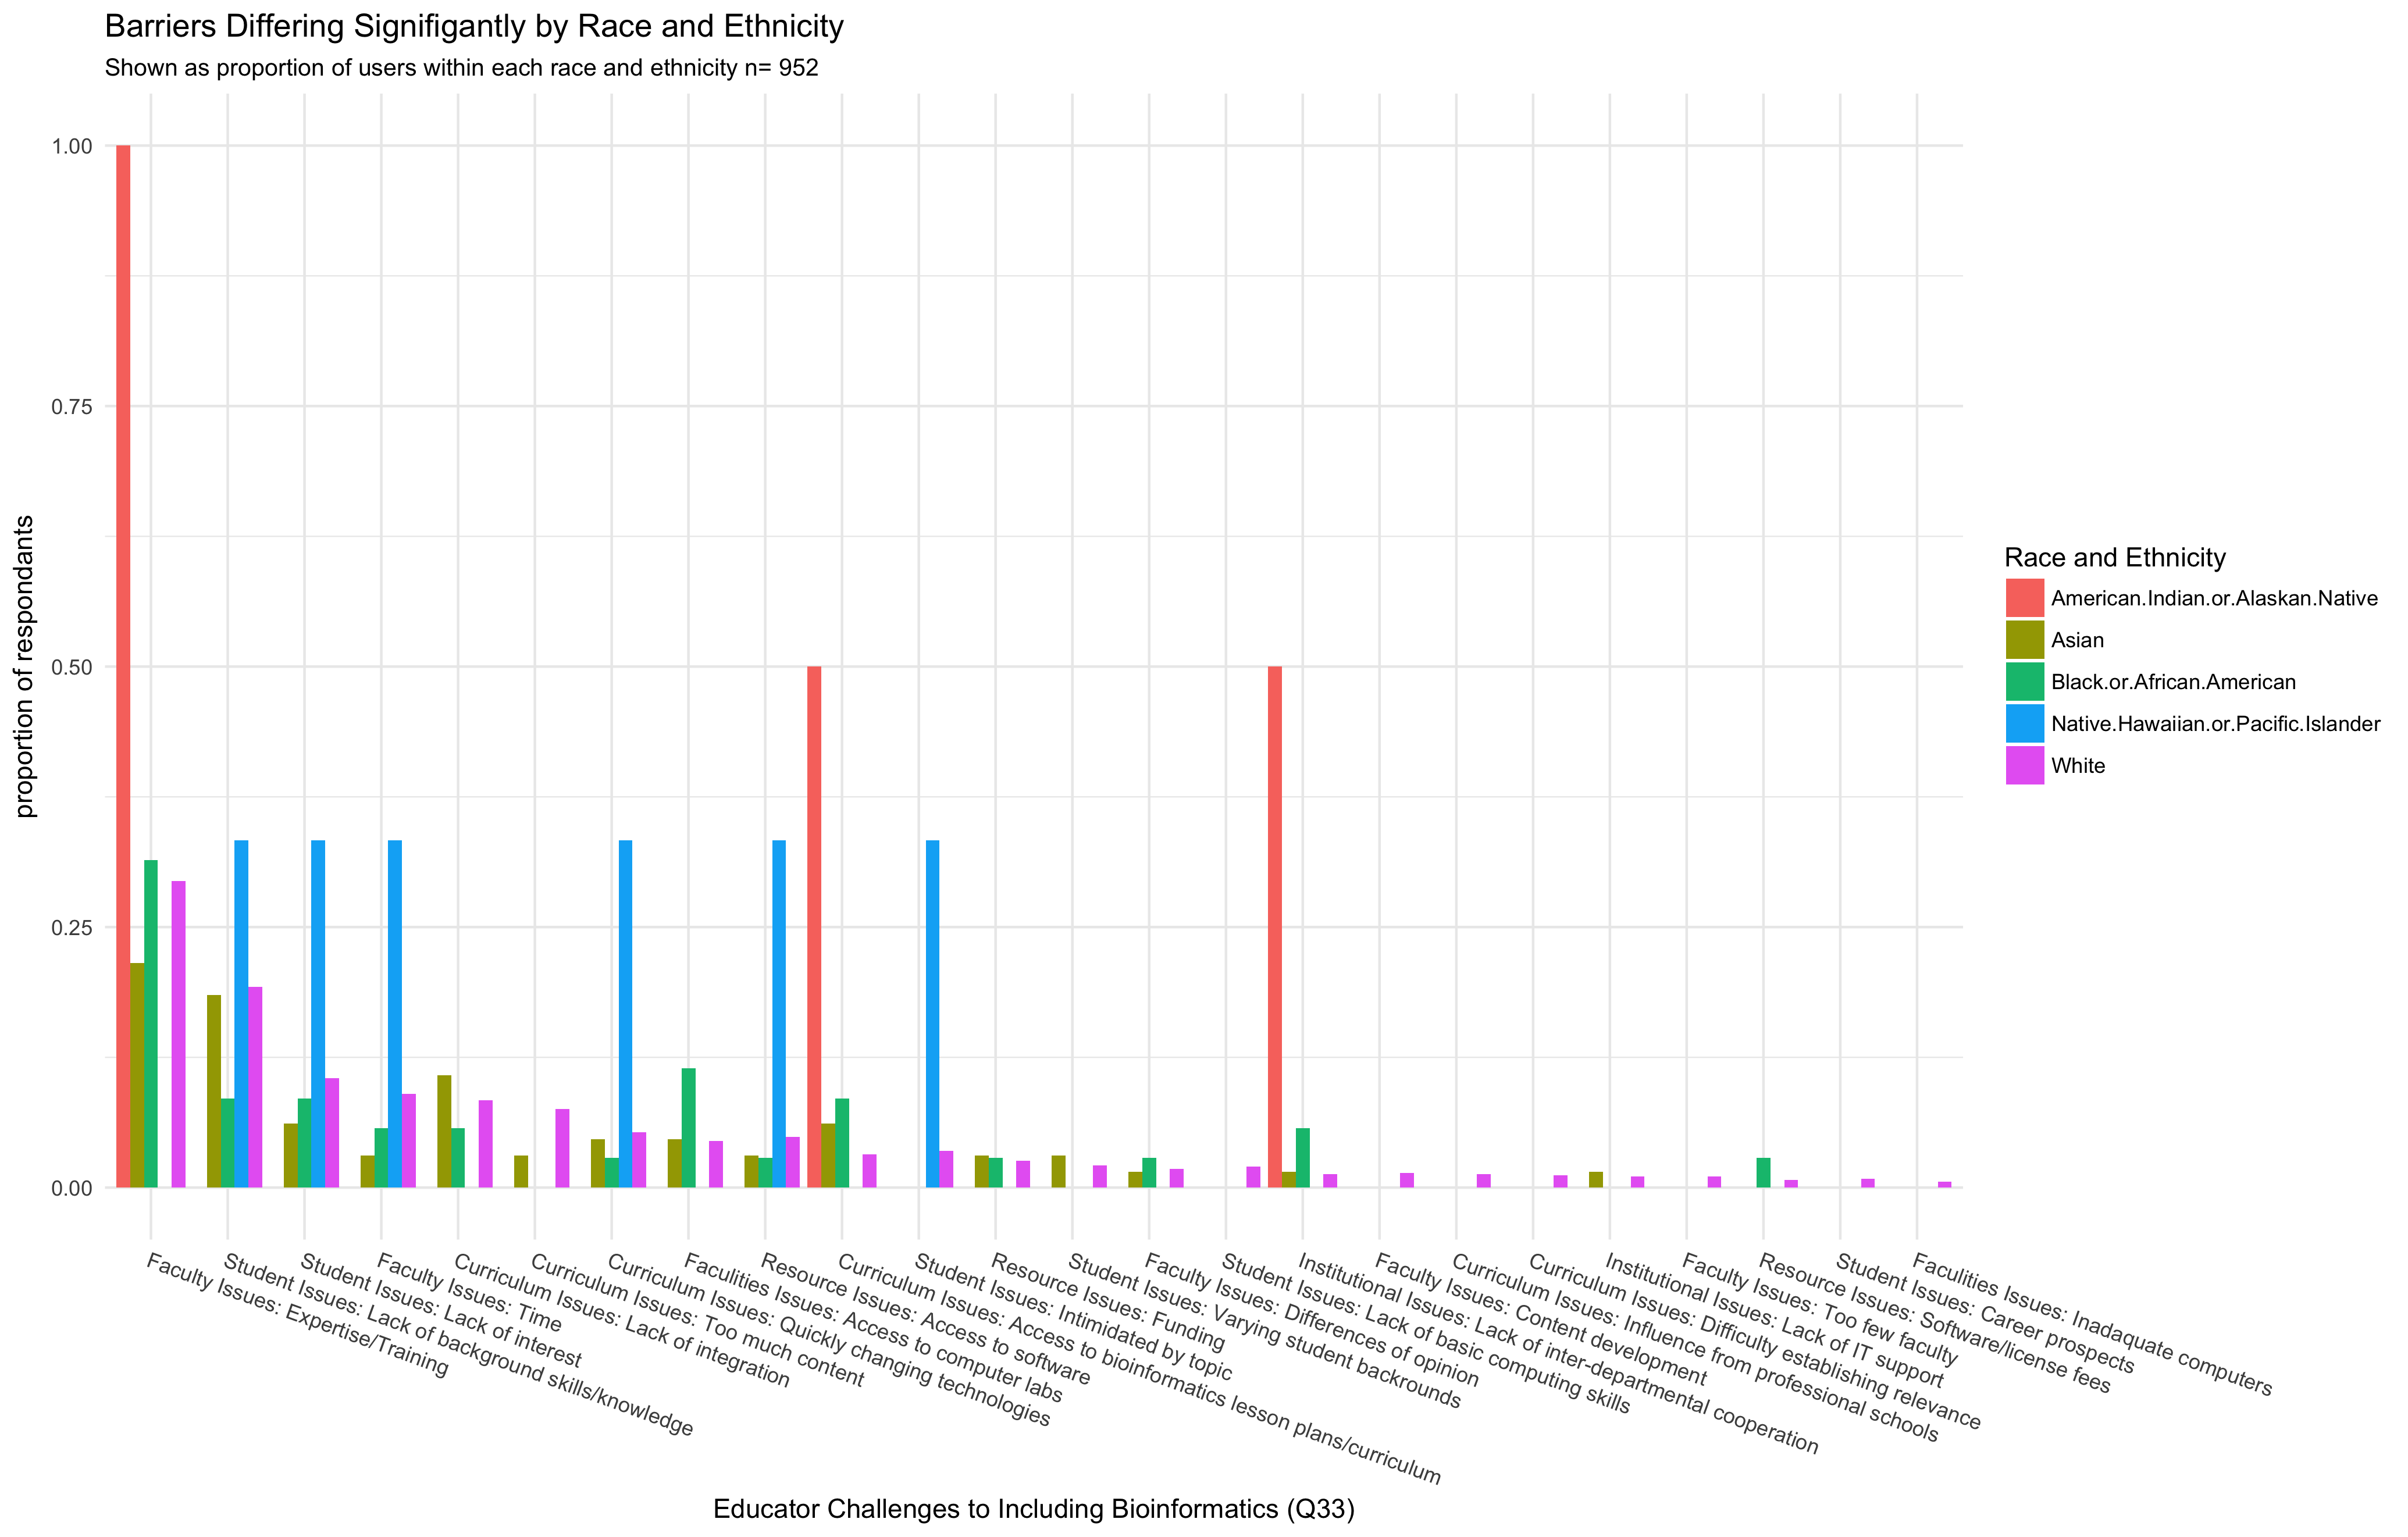 Barriers Differing Signifigantly by Race and Ethnicity
Shown as proportion of users within each race and ethnicity n= 952
proportion of respondants
1.00
0.75
0.50
0.25
0.00
Faculty Issues: Expertise/Training
Student Issues: Lack of background skills/knowledge
Student Issues: Lack of interest
Faculty Issues: Time
Curriculum Issues: Lack of integration
Curriculum Issues: Too much content
Curriculum Issues: Quickly changing technologies
Faculities Issues: Access to computer labs
Resource Issues: Access to software
Curriculum Issues: Access to bioinformatics lesson plans/curriculum
Student Issues: Intimidated by topic
Resource Issues: Funding
Student Issues: Varying student backrounds
Faculty Issues: Differences of opinion
Student Issues: Lack of basic computing skills
Institutional Issues: Lack of inter-departmental cooperation
Faculty Issues: Content development
Curriculum Issues: Influence from professional schools
Curriculum Issues: Difficulty establishing relevance
Institutional Issues: Lack of IT support
Faculty Issues: Too few faculty
Resource Issues: Software/license fees
Student Issues: Career prospects
Faculities Issues: Inadaquate computers
Educator Challenges to Including Bioinformatics (Q33)
Race and Ethnicity
American.Indian.or.Alaskan.Native
Asian
Black.or.African.American
Native.Hawaiian.or.Pacific.Islander
White